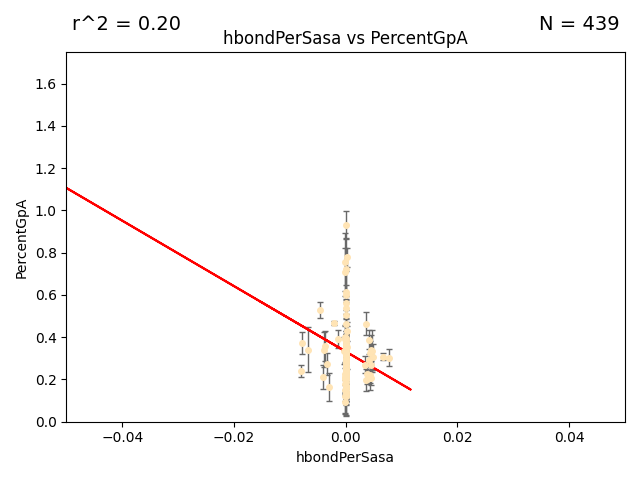 r^2 = 0.20
N = 439
hbondPerSasa vs PercentGpA
PercentGpA
1.6
1.4
1.2
1.0
0.8
0.6
0.4
0.2
0.0
−0.04
−0.02
0.00
0.02
0.04
hbondPerSasa